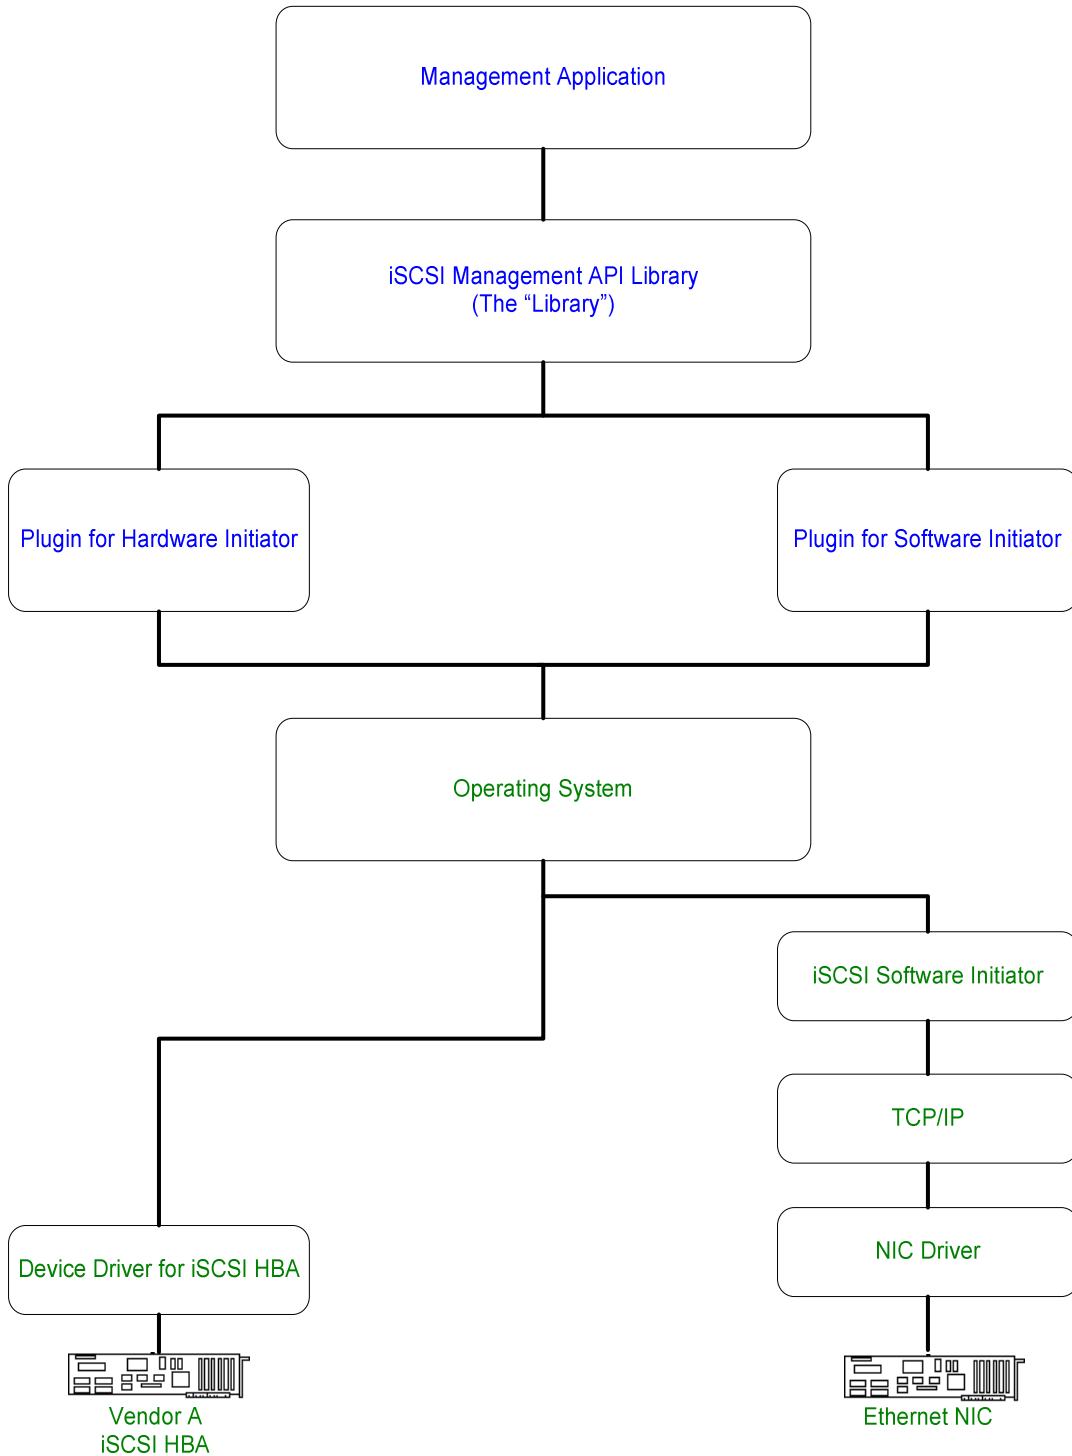 Management Application
iSCSI Management API Library
(The “Library”)
Plugin for Hardware Initiator
Plugin for Software Initiator
Operating System
iSCSI Software Initiator
TCP/IP
NIC Driver
Device Driver for iSCSI HBA
Vendor A
iSCSI HBA
Ethernet NIC